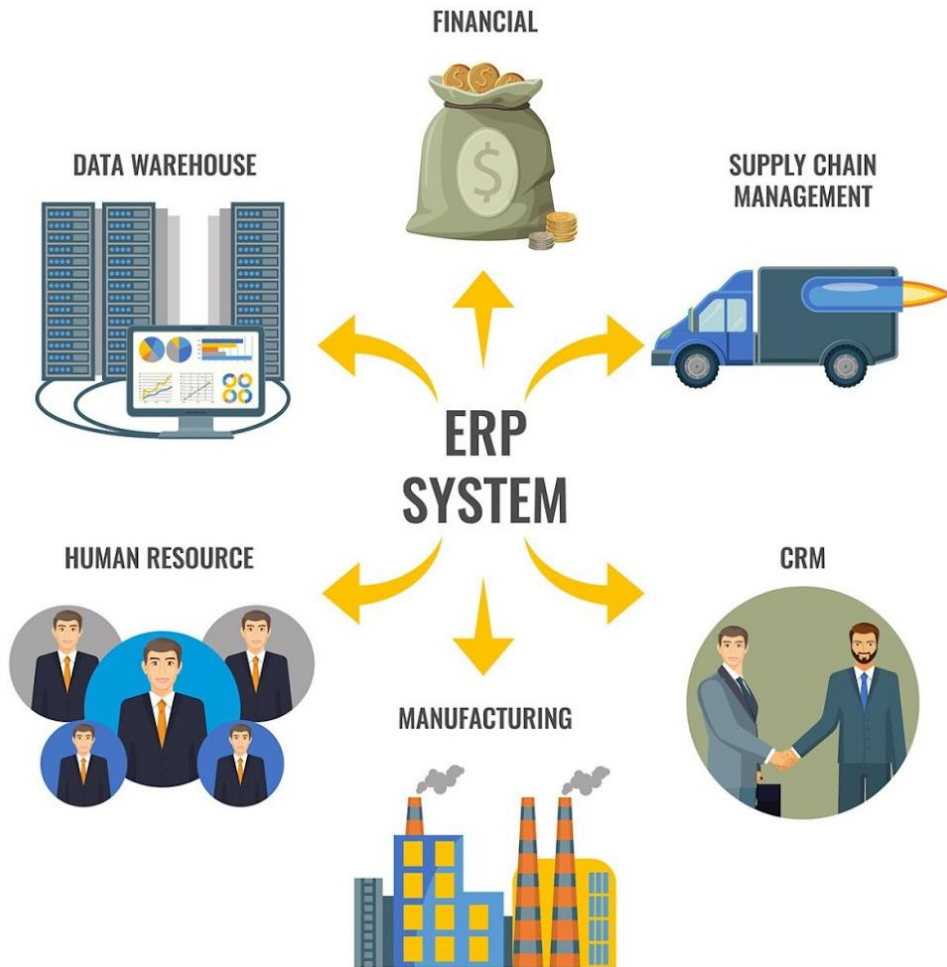 FINANCIAL
DATA WAREHOUSE
SUPPLY CHAIN
MANAGEMENT
$ $ $
$
ERP
SYSTEM
HUMAN RESOURCE
CRM
MANUFACTURING